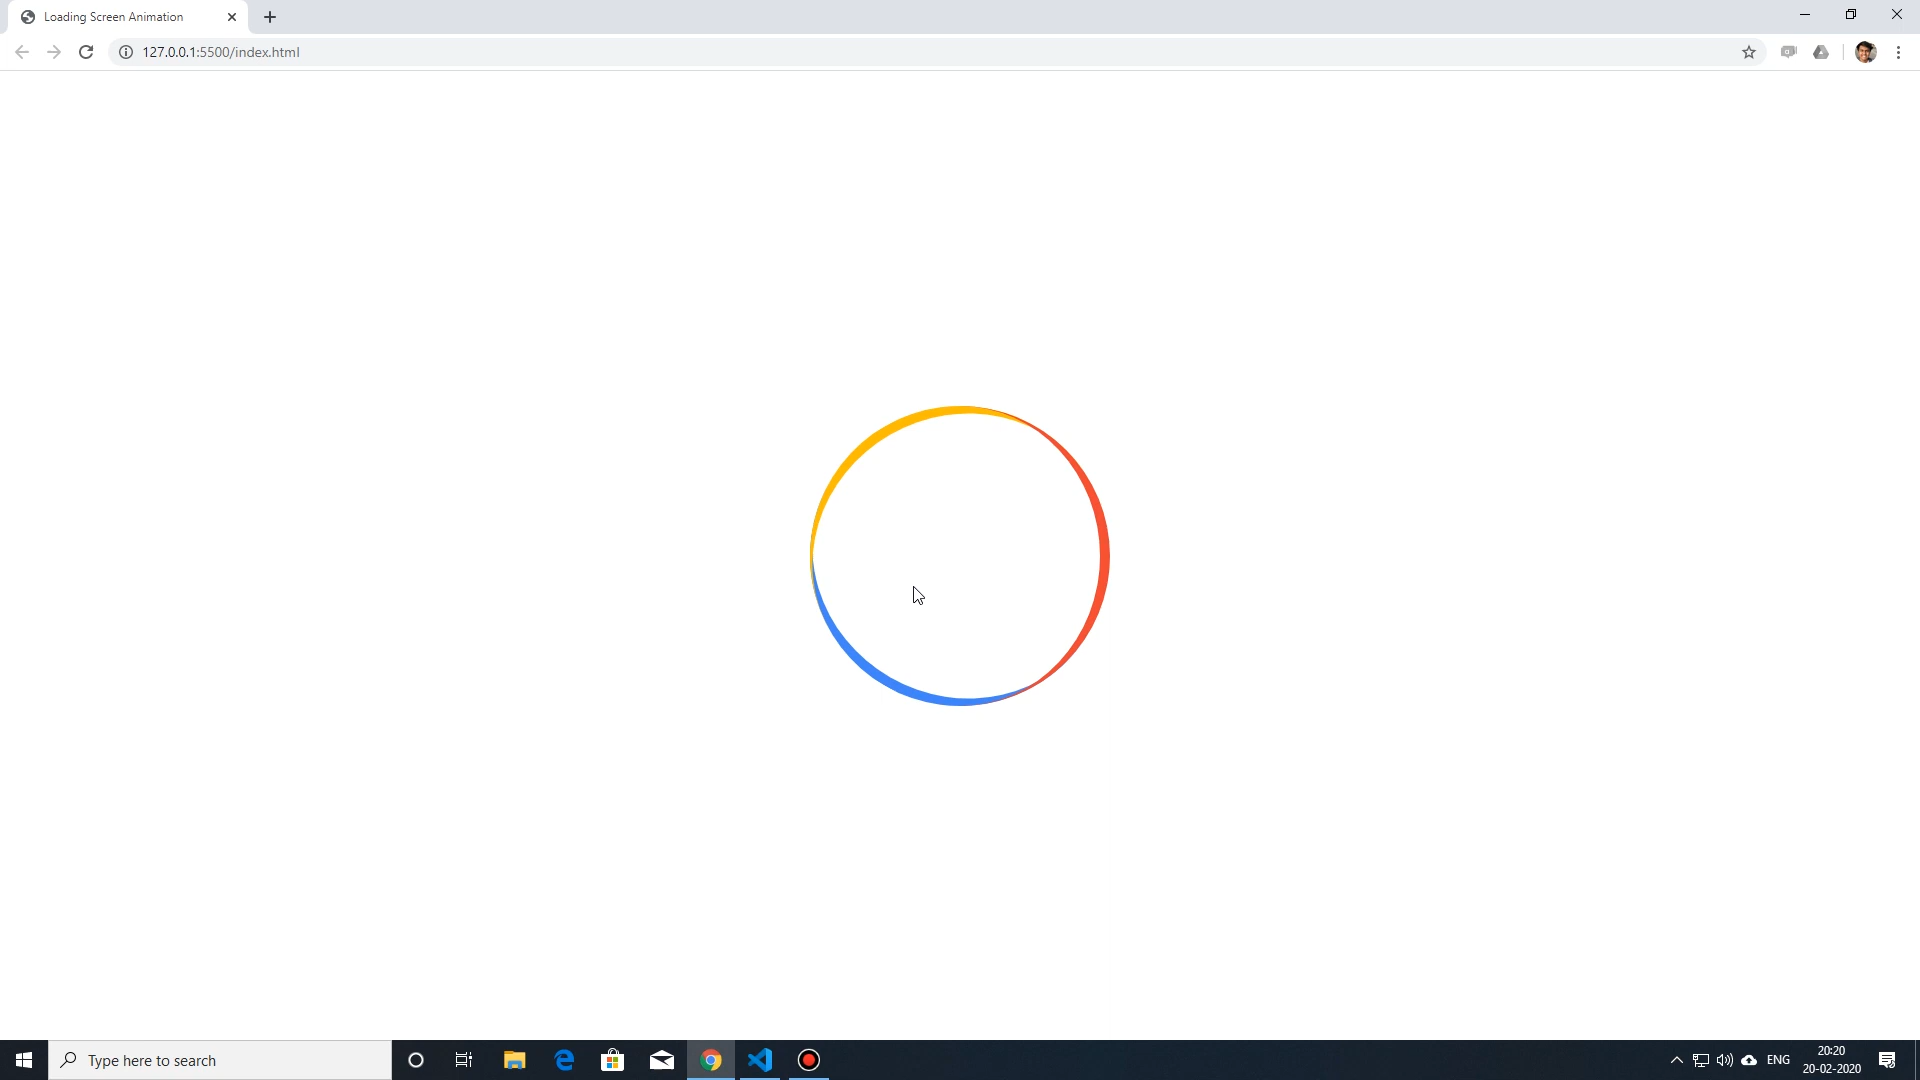 Loading Screen Animation
127.0.0.1:5500/index.html
Type here to search
ENG
20:20
20-02-2020